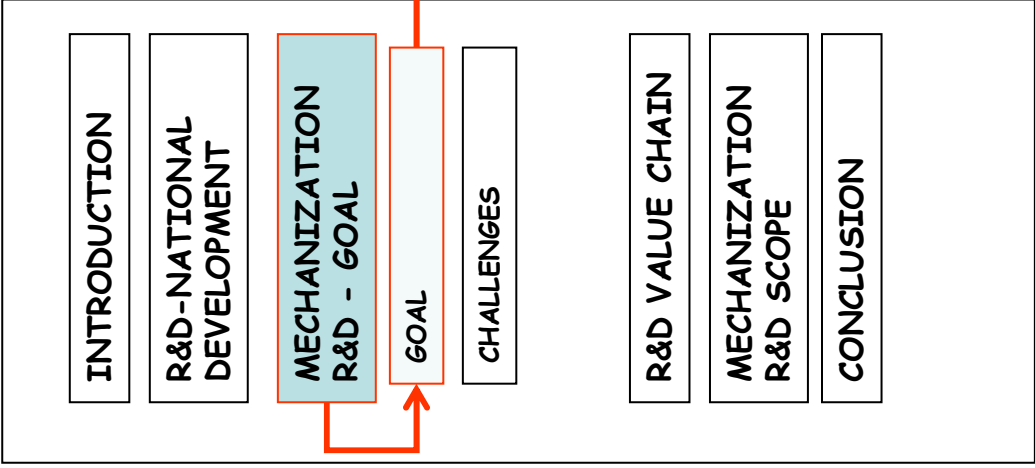 INTRODUCTION
R&D-NATIONAL
DEVELOPMENT
MECHANIZATION
R&D - GOAL
GOAL
CHALLENGES
R&D VALUE CHAIN
MECHANIZATION
R&D SCOPE
CONCLUSION